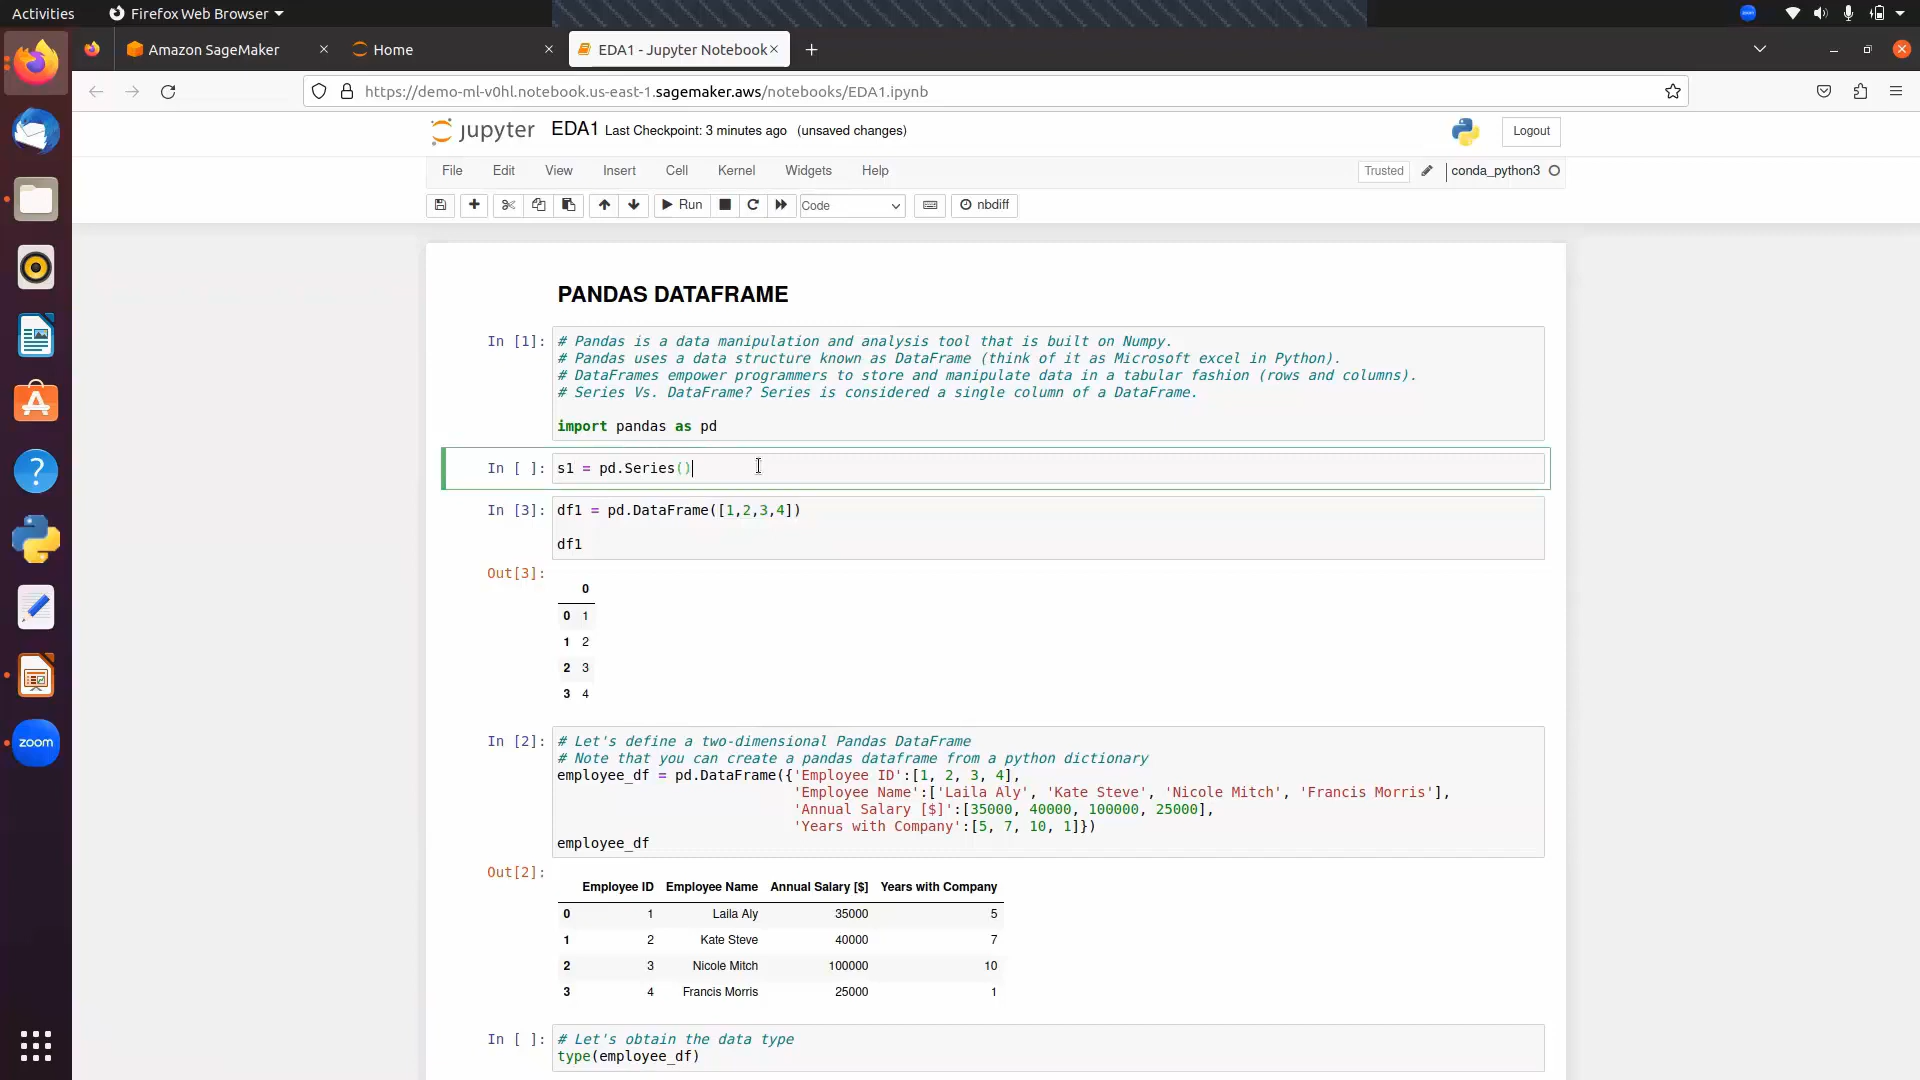 Activities
Firefox Web Browser
zoom
Amazon SageMaker
Home
EDA1 - Jupyter Notebook
https://demo-ml-v0hl.notebook.us-east-1.sagemaker.aws/notebooks/EDA1.ipynb
jupyter EDA1 Last Checkpoint: 3 minutes ago (unsaved changes)
Logout
File Edit View Insert Cell Kernel Widgets Help
Trusted
conda_python3
Run
Code
nbdiff
PANDAS DATAFRAME
In [1]: # Pandas is a data manipulation and analysis tool that is built on Numpy.
# Pandas uses a data structure known as DataFrame (think of it as Microsoft excel in Python).
# DataFrames empower programmers to store and manipulate data in a tabular fashion (rows and columns).
# Series Vs. DataFrame? Series is considered a single column of a DataFrame.
import pandas as pd
In [ ]: s1 = pd.Series()
In [3]: df1 = pd.DataFrame([1,2,3,4])
df1
Out[3]:
0
0 1
1 2
2 3
3 4
In [2]: # Let's define a two-dimensional Pandas DataFrame
# Note that you can create a pandas dataframe from a python dictionary
employee_df = pd.DataFrame({'Employee ID':[1, 2, 3, 4],
'Employee Name':['Laila Aly', 'Kate Steve', 'Nicole Mitch', 'Francis Morris'],
'Annual Salary [$]':[35000, 40000, 100000, 25000],
'Years with Company':[5, 7, 10, 1]})
employee_df
Out[2]:
Employee ID Employee Name Annual Salary [$] Years with Company
0 1 Laila Aly 35000 5
1 2 Kate Steve 40000 7
2 3 Nicole Mitch 100000 10
3 4 Francis Morris 25000 1
In [ ]: # Let's obtain the data type
type(employee_df)
zoom